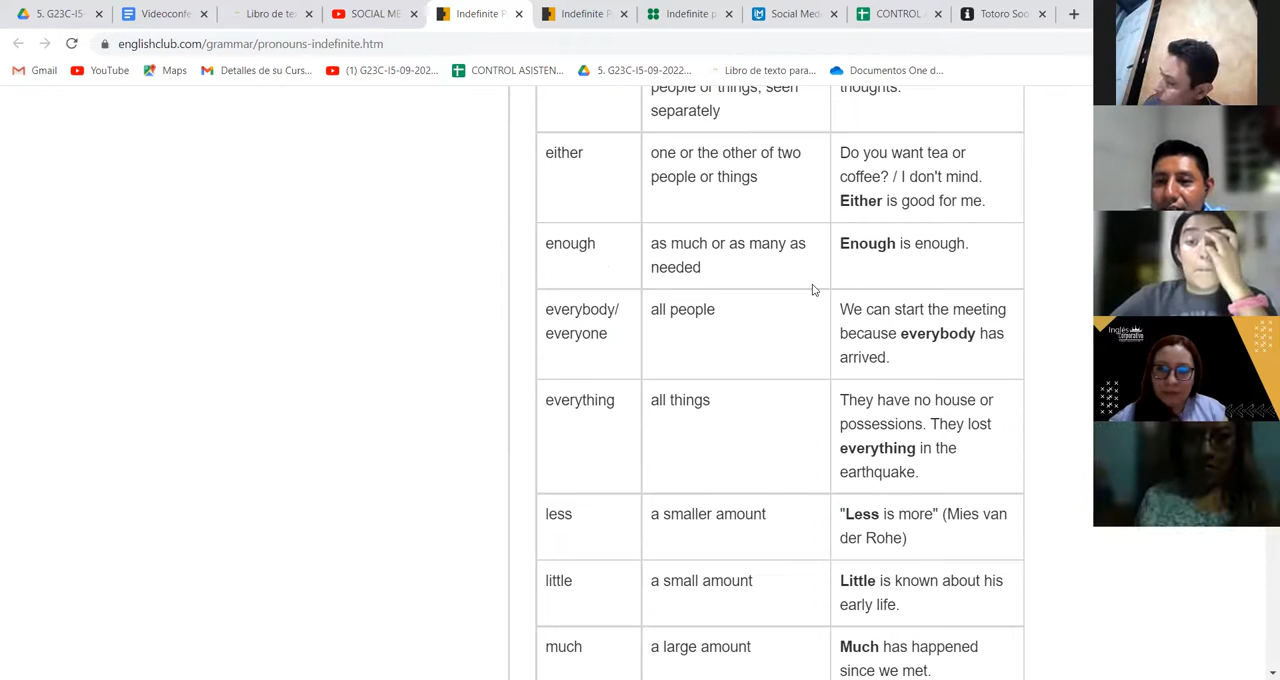 5. G23C-I5-
Videoconfe
Libro de te
SOCIAL ME
Indefinite P
Indefinite P
Indefinite p
Social Med
CONTROL A
Totoro Soo
englishclub.com/grammar/pronouns-indefinite.htm
Gmail
YouTube
Maps
Detalles de su Curs...
(1) G23C-I5-09-202...
CONTROL ASISTEN...
5. G23C-I5-09-2022...
Libro de texto para...
Documentos One d...
people or things, seen
separately
thoughts.
either
one or the other of two
people or things
Do you want tea or
coffee? / I don't mind.
Either is good for me.
enough
as much or as many as
needed
Enough is enough.
everybody/
everyone
all people
We can start the meeting
because everybody has
arrived.
everything
all things
They have no house or
possessions. They lost
everything in the
earthquake.
less
a smaller amount
"Less is more" (Mies van
der Rohe)
little
a small amount
Little is known about his
early life.
much
a large amount
Much has happened
since we met.
Inglés
Corporativo